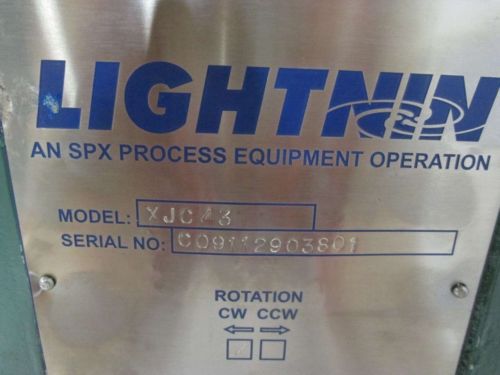 LIGHTNIN
AN SPX PROCESS EQUIPMENT OPERATION
MODEL: XJC43
SERIAL NO: C09112903801
ROTATION
CW CCW